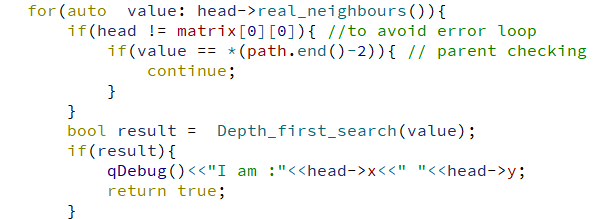 for(auto  value: head->real_neighbours()){
    if(head != matrix[0][0]){ //to avoid error loop
        if(value == *(path.end()-2)){ // parent checking
            continue;
        }
    }
    bool result =  Depth_first_search(value);
    if(result){
        qDebug()<<"I am :"<<head->x<<" "<<head->y;
        return true;
    }